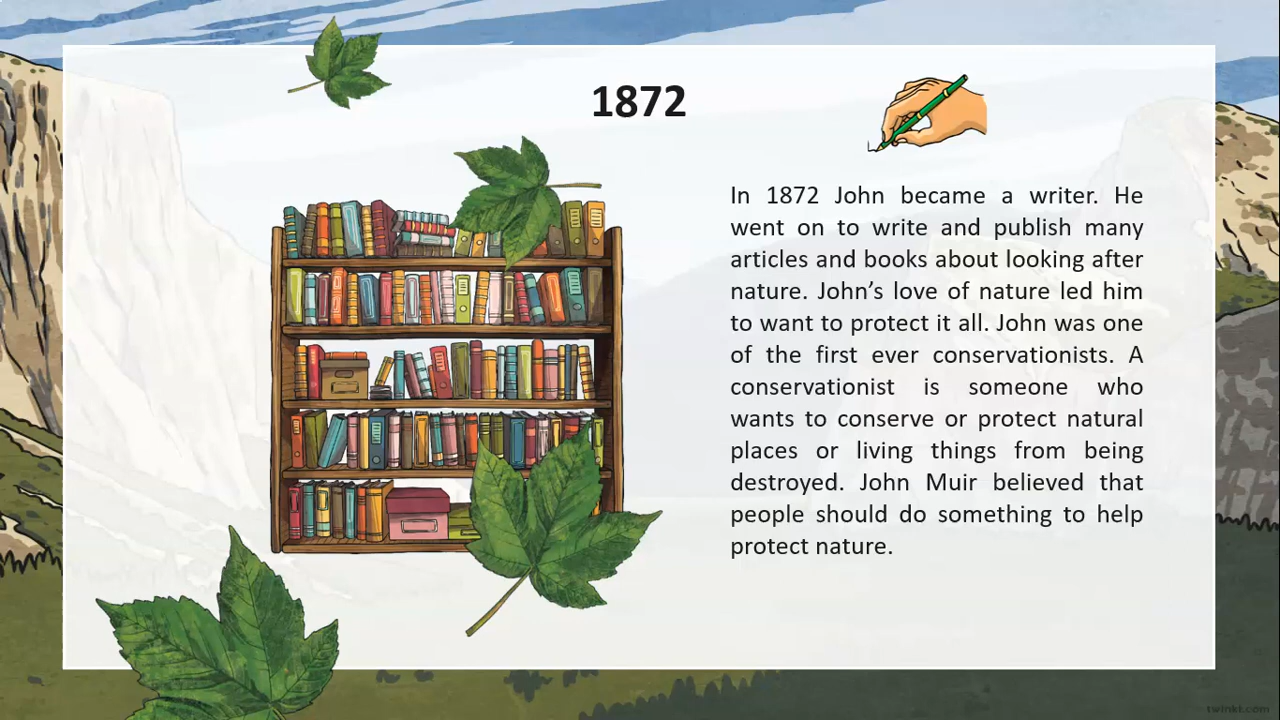 1872
In 1872 John became a writer. He
went on to write and publish many
articles and books about looking after
nature. John’s love of nature led him
to want to protect it all. John was one
of the first ever conservationists. A
conservationist is someone who
wants to conserve or protect natural
places or living things from being
destroyed. John Muir believed that
people should do something to help
protect nature.
twinkl.com